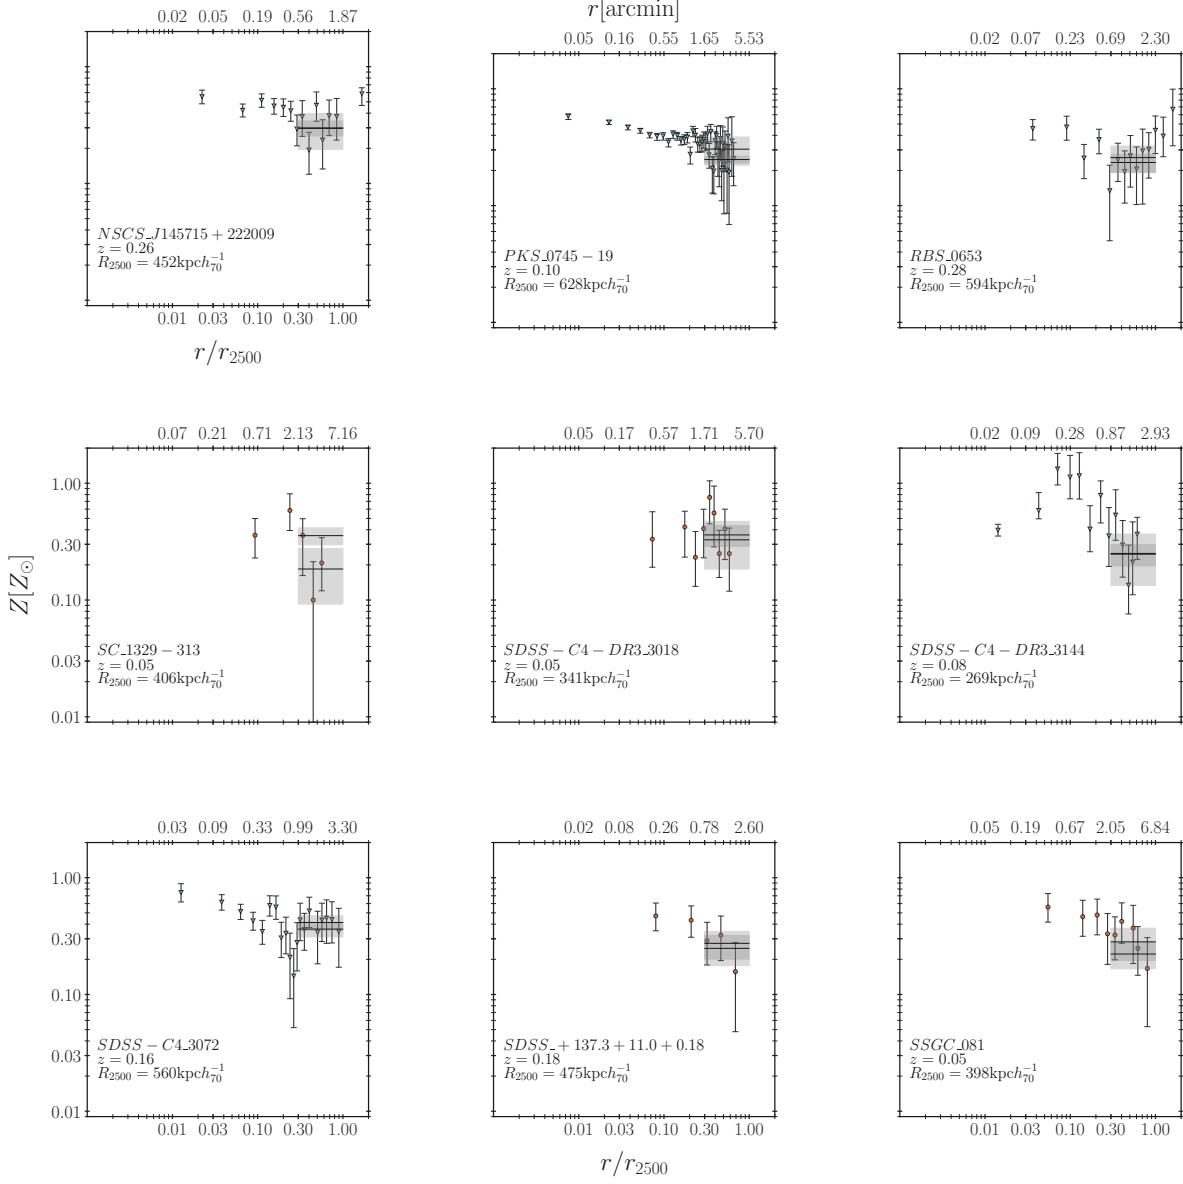 r[arcmin]
0.02 0.05 0.19 0.56 1.87
0.05 0.16 0.55 1.65 5.53
0.02 0.07 0.23 0.69 2.30
NSCS_J145715 + 222009
z = 0.26
R2500 = 452kpch70^-1
PKS_0745 − 19
z = 0.10
R2500 = 628kpch70^-1
RBS_0653
z = 0.28
R2500 = 594kpch70^-1
0.01 0.03 0.10 0.30 1.00
r/r2500
0.07 0.21 0.71 2.13 7.16
0.05 0.17 0.57 1.71 5.70
0.02 0.09 0.28 0.87 2.93
1.00
0.30
0.10
0.03
0.01
Z[Z⊙]
SC_1329 − 313
z = 0.05
R2500 = 406kpch70^-1
SDSS − C4 − DR3_3018
z = 0.05
R2500 = 341kpch70^-1
SDSS − C4 − DR3_3144
z = 0.08
R2500 = 269kpch70^-1
0.03 0.09 0.33 0.99 3.30
0.02 0.08 0.26 0.78 2.60
0.05 0.19 0.67 2.05 6.84
1.00
0.30
0.10
0.03
0.01
SDSS − C4_3072
z = 0.16
R2500 = 560kpch70^-1
SDSS_ + 137.3 + 11.0 + 0.18
z = 0.18
R2500 = 475kpch70^-1
SSGC_081
z = 0.05
R2500 = 398kpch70^-1
0.01 0.03 0.10 0.30 1.00
0.01 0.03 0.10 0.30 1.00
0.01 0.03 0.10 0.30 1.00
r/r2500